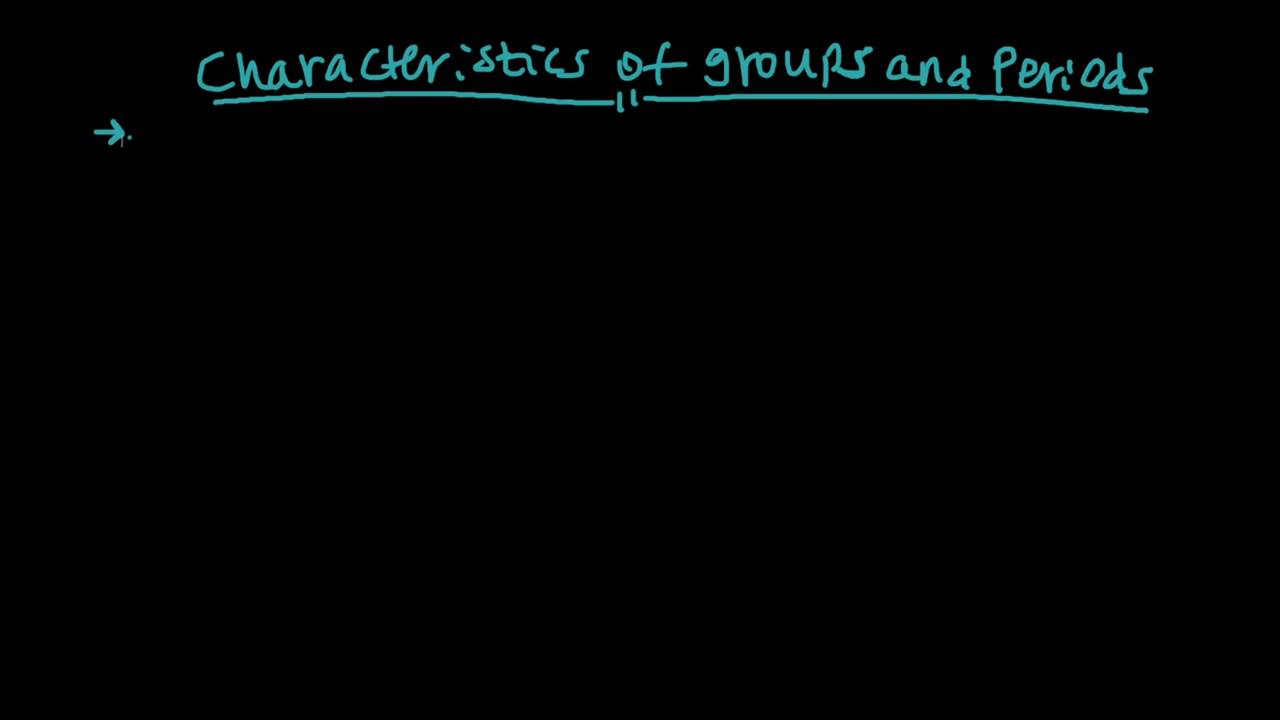 Characteristics of groups and Periods
→